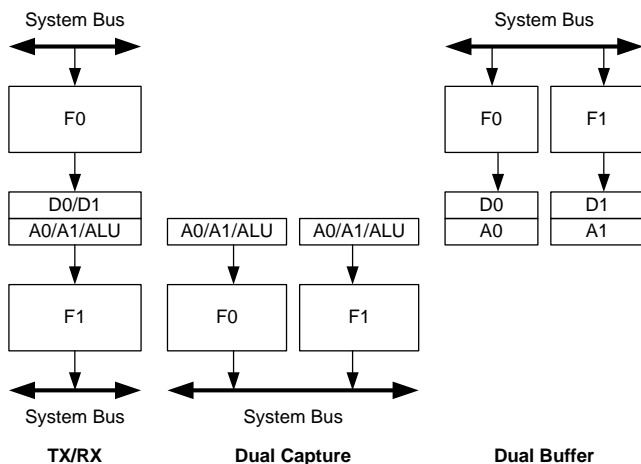 System Bus
F0
D0/D1
A0/A1/ALU
F1
System Bus
TX/RX
A0/A1/ALU
A0/A1/ALU
F0
F1
System Bus
Dual Capture
System Bus
F0
F1
D0
D1
A0
A1
Dual Buffer